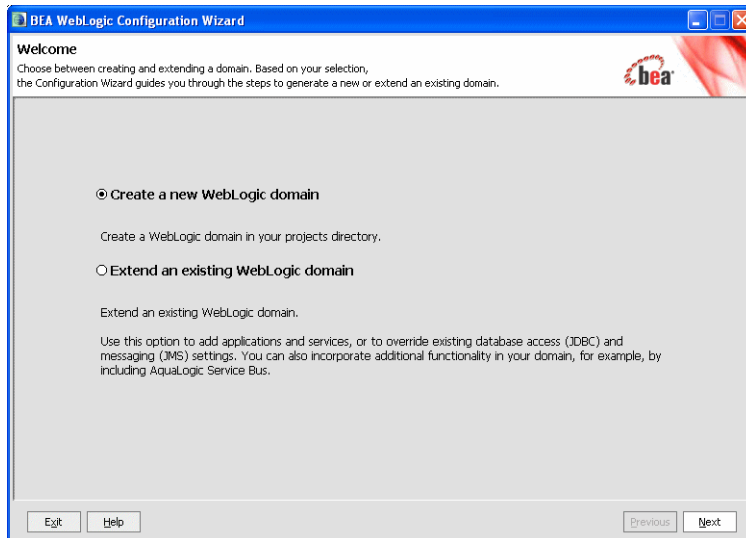 BEA WebLogic Configuration Wizard
Welcome
Choose between creating and extending a domain. Based on your selection,
the Configuration Wizard guides you through the steps to generate a new or extend an existing domain.
bea
Create a new WebLogic domain
Create a WebLogic domain in your projects directory.
Extend an existing WebLogic domain
Extend an existing WebLogic domain.
Use this option to add applications and services, or to override existing database access (JDBC) and
messaging (JMS) settings. You can also incorporate additional functionality in your domain, for example, by
including AquaLogic Service Bus.
Exit Help Previous Next